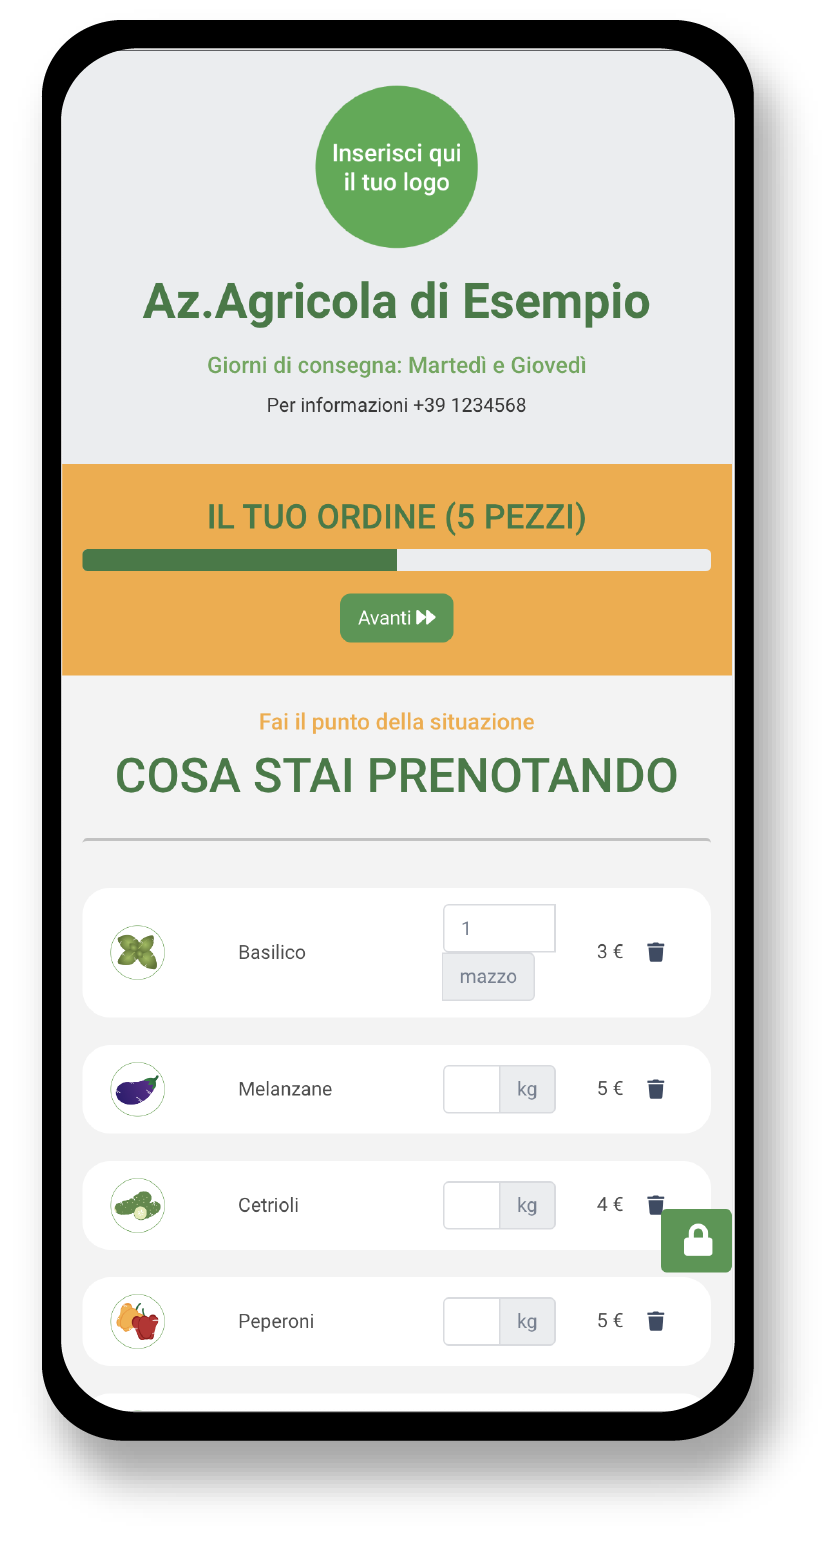 Inserisci qui
il tuo logo
Az.Agricola di Esempio
Giorni di consegna: Martedì e Giovedì
Per informazioni +39 1234568
IL TUO ORDINE (5 PEZZI)
Avanti
Fai il punto della situazione
COSA STAI PRENOTANDO
Basilico 1 mazzo 3 €
Melanzane kg 5 €
Cetrioli kg 4 €
Peperoni kg 5 €